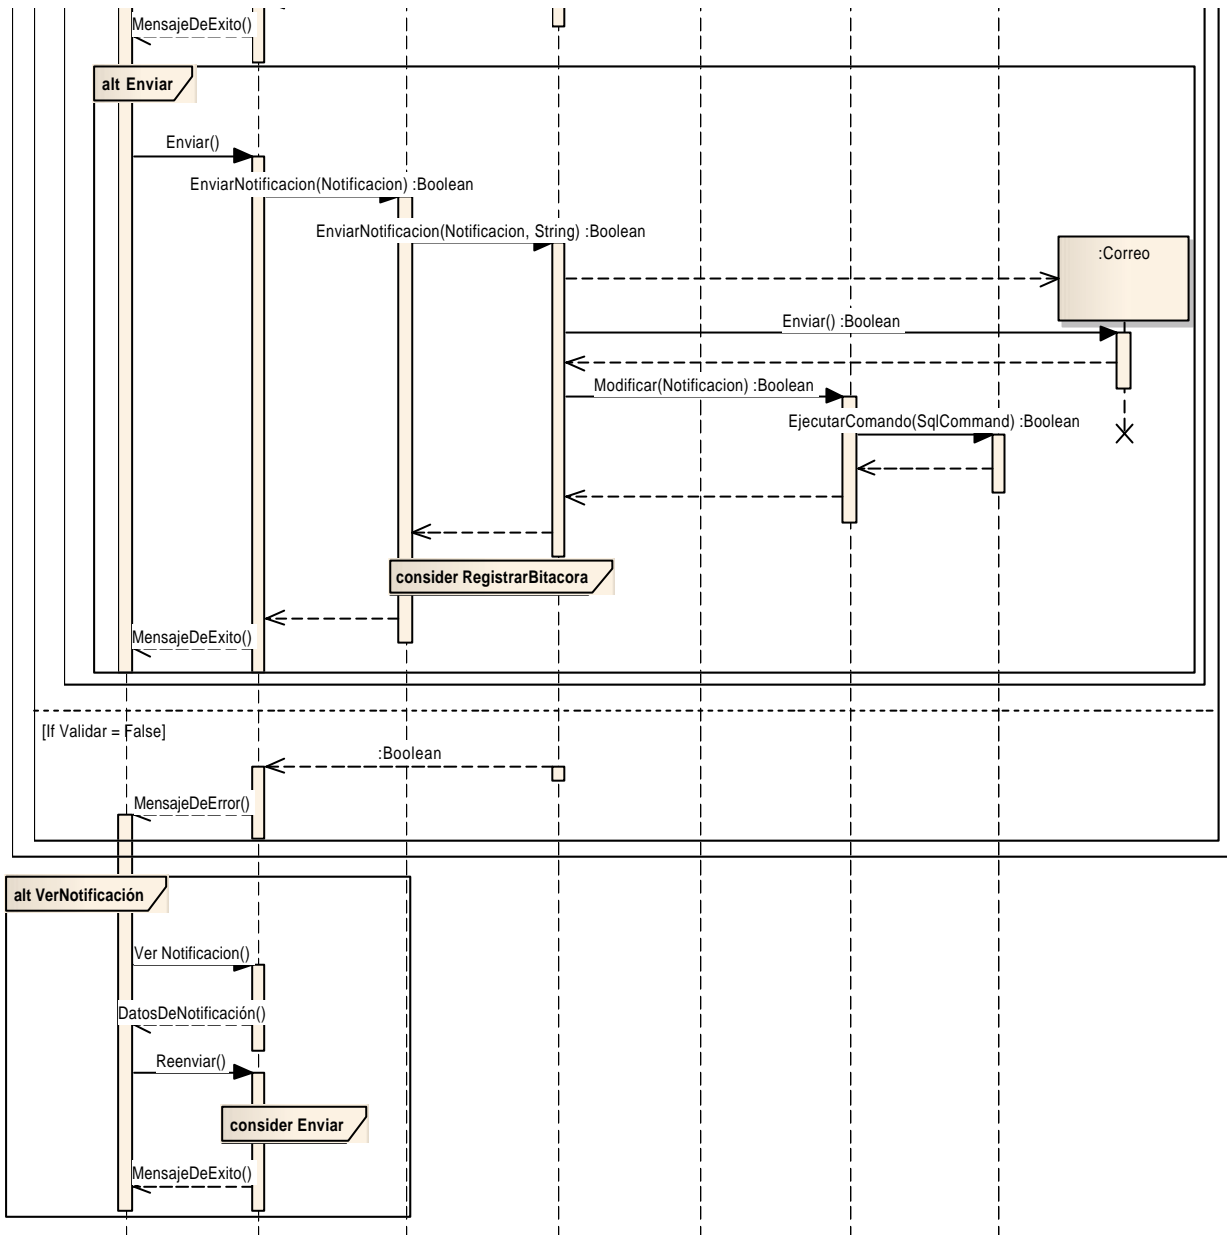 MensajeDeExito()
alt Enviar
Enviar()
EnviarNotificacion(Notificacion) :Boolean
EnviarNotificacion(Notificacion, String) :Boolean
:Correo
Enviar() :Boolean
Modificar(Notificacion) :Boolean
EjecutarComando(SqlCommand) :Boolean
consider RegistrarBitacora
MensajeDeExito()
[If Validar = False]
:Boolean
MensajeDeError()
alt VerNotificación
Ver Notificacion()
DatosDeNotificación()
Reenviar()
consider Enviar
MensajeDeExito()